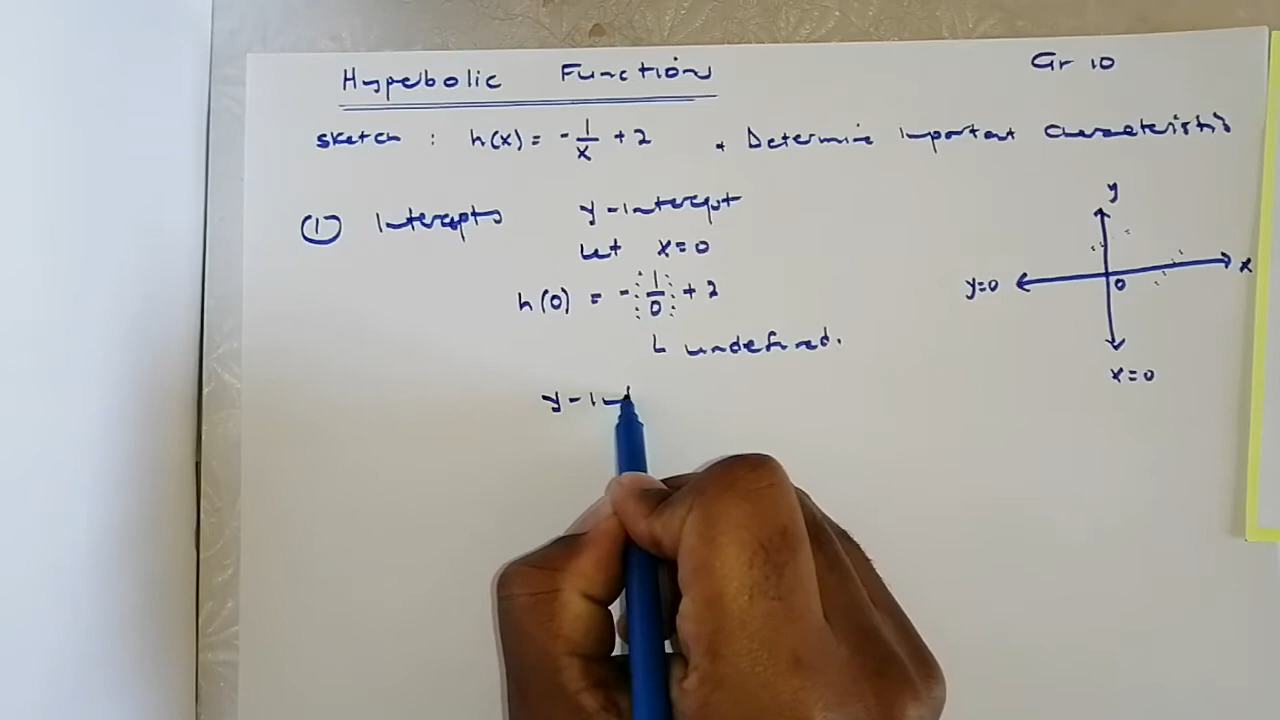 Hyperbolic Function Gr 10
Sketch : h(x) = -1/x + 2 * Determine Important Characteristics
① Intercepts y-intercept
Let x=0
h(0) = -1/0 + 2
undefined.
y - in
y
x
y=0
0
x=0